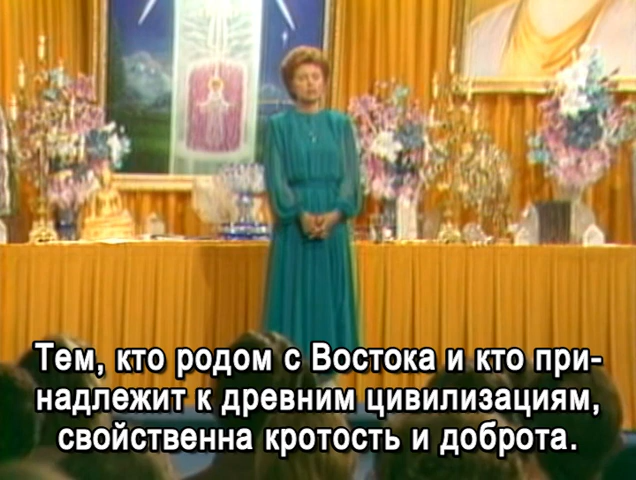 Тем, кто родом с Востока и кто при-
надлежит к древним цивилизациям,
свойственна кротость и доброта.